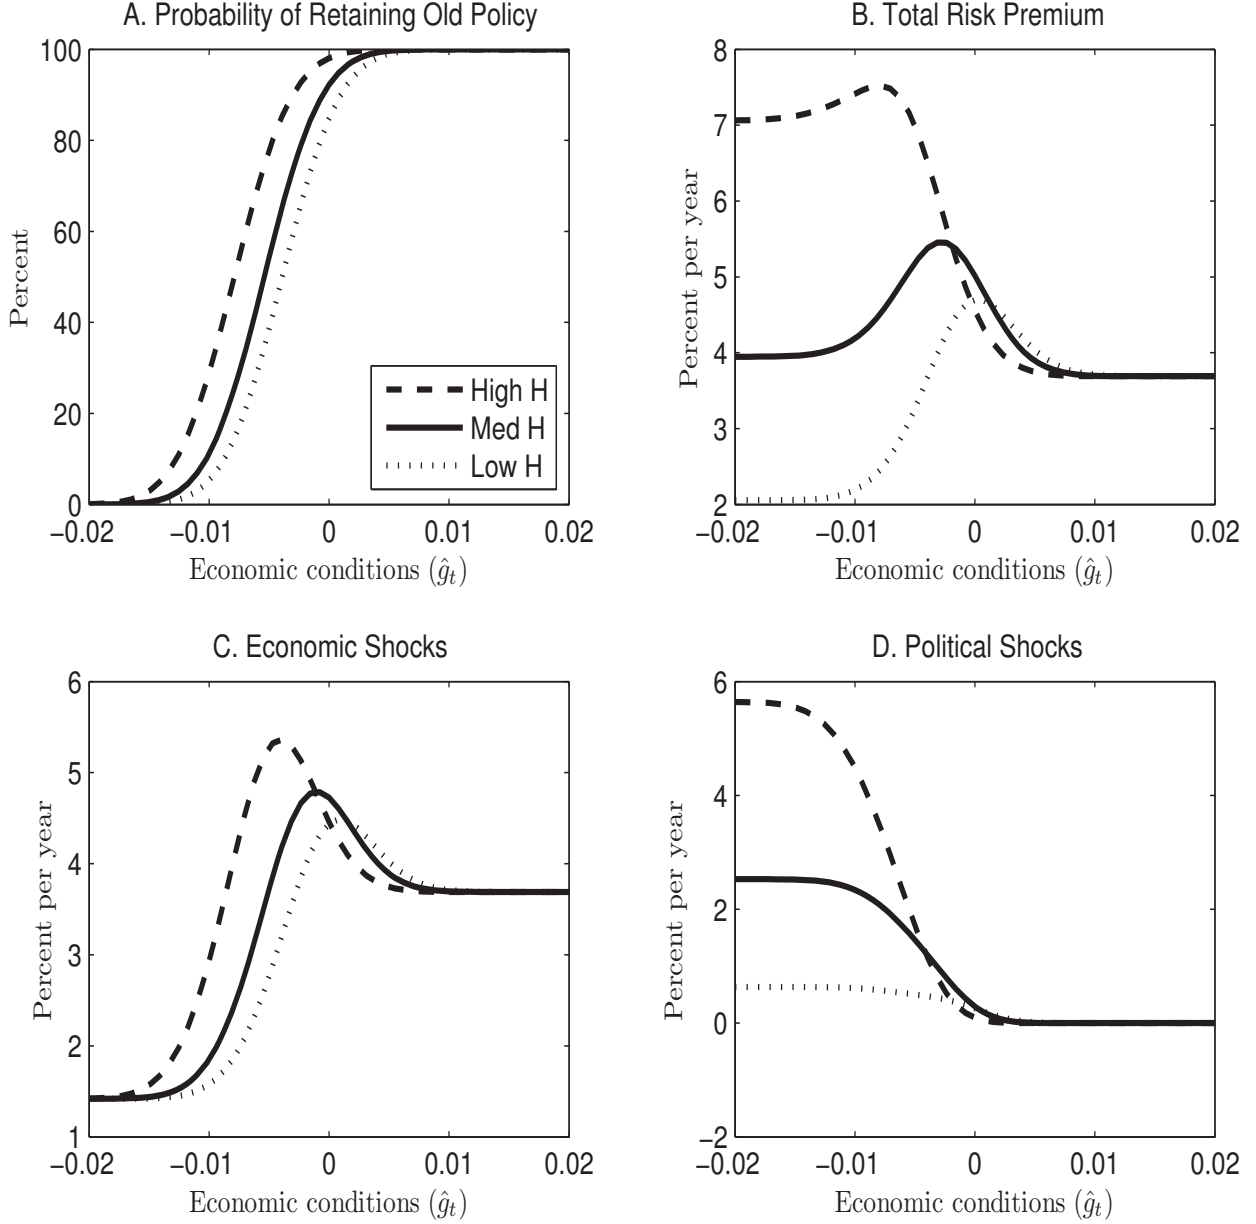 A. Probability of Retaining Old Policy
Percent
100
80
60
40
20
0
−0.02 −0.01 0 0.01 0.02
Economic conditions (ĝₜ)
High H
Med H
Low H
B. Total Risk Premium
Percent per year
8
7
6
5
4
3
2
−0.02 −0.01 0 0.01 0.02
Economic conditions (ĝₜ)
C. Economic Shocks
Percent per year
6
5
4
3
2
1
−0.02 −0.01 0 0.01 0.02
Economic conditions (ĝₜ)
D. Political Shocks
Percent per year
6
4
2
0
−2
−0.02 −0.01 0 0.01 0.02
Economic conditions (ĝₜ)